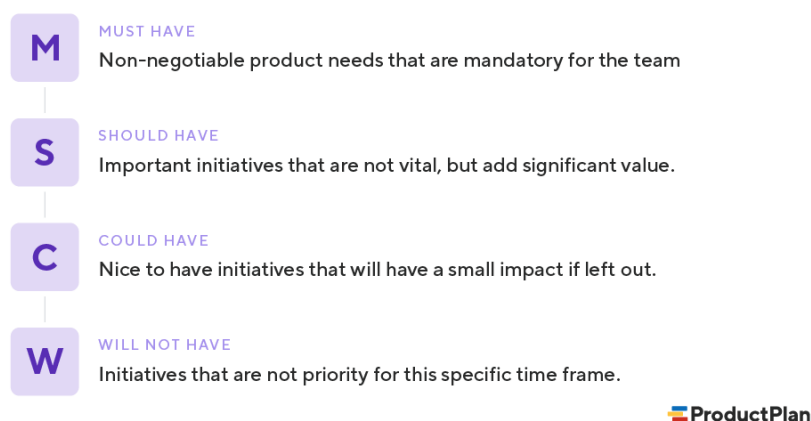 M
MUST HAVE
Non-negotiable product needs that are mandatory for the team
S
SHOULD HAVE
Important initiatives that are not vital, but add significant value.
C
COULD HAVE
Nice to have initiatives that will have a small impact if left out.
W
WILL NOT HAVE
Initiatives that are not priority for this specific time frame.
ProductPlan